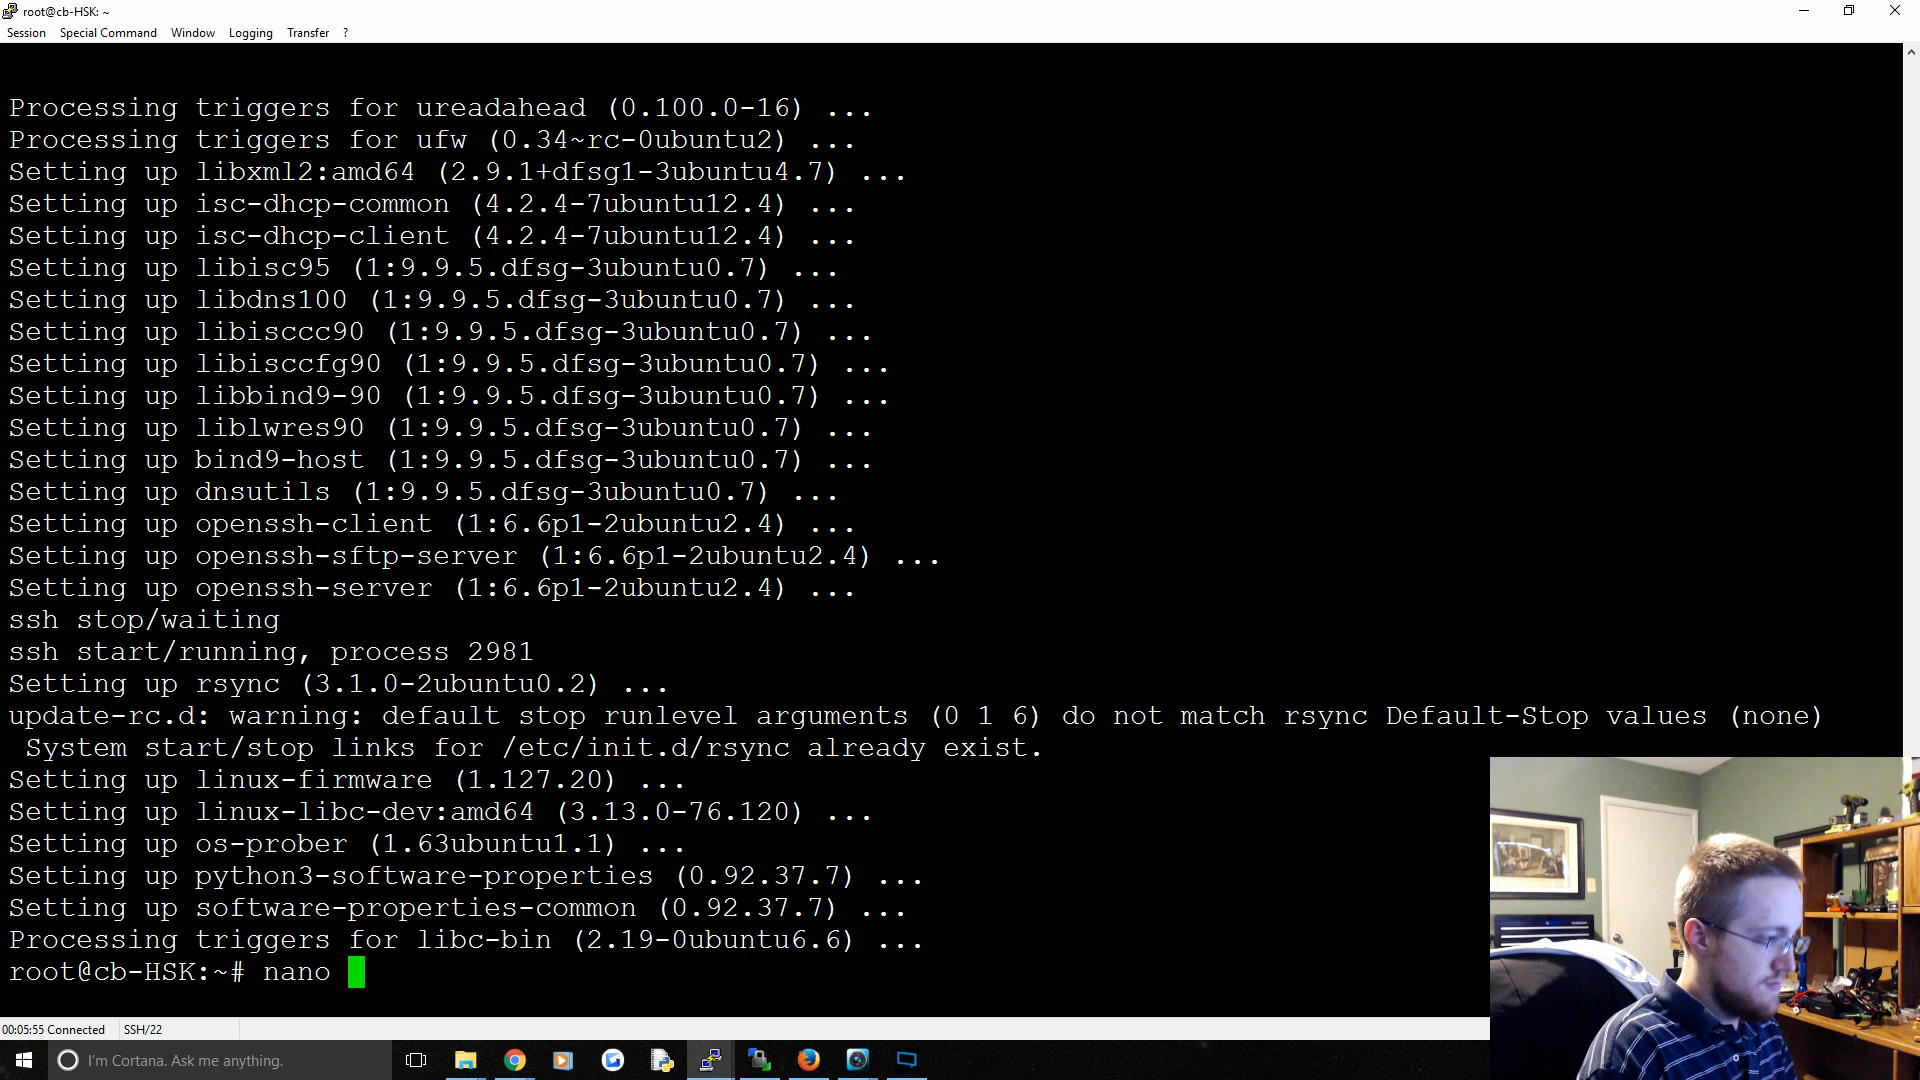 root@cb-HSK: ~
Session Special Command Window Logging Transfer ?
Processing triggers for ureadahead (0.100.0-16) ...
Processing triggers for ufw (0.34~rc-0ubuntu2) ...
Setting up libxml2:amd64 (2.9.1+dfsg1-3ubuntu4.7) ...
Setting up isc-dhcp-common (4.2.4-7ubuntu12.4) ...
Setting up isc-dhcp-client (4.2.4-7ubuntu12.4) ...
Setting up libisc95 (1:9.9.5.dfsg-3ubuntu0.7) ...
Setting up libdns100 (1:9.9.5.dfsg-3ubuntu0.7) ...
Setting up libisccc90 (1:9.9.5.dfsg-3ubuntu0.7) ...
Setting up libisccfg90 (1:9.9.5.dfsg-3ubuntu0.7) ...
Setting up libbind9-90 (1:9.9.5.dfsg-3ubuntu0.7) ...
Setting up liblwres90 (1:9.9.5.dfsg-3ubuntu0.7) ...
Setting up bind9-host (1:9.9.5.dfsg-3ubuntu0.7) ...
Setting up dnsutils (1:9.9.5.dfsg-3ubuntu0.7) ...
Setting up openssh-client (1:6.6p1-2ubuntu2.4) ...
Setting up openssh-sftp-server (1:6.6p1-2ubuntu2.4) ...
Setting up openssh-server (1:6.6p1-2ubuntu2.4) ...
ssh stop/waiting
ssh start/running, process 2981
Setting up rsync (3.1.0-2ubuntu0.2) ...
update-rc.d: warning: default stop runlevel arguments (0 1 6) do not match rsync Default-Stop values (none)
System start/stop links for /etc/init.d/rsync already exist.
Setting up linux-firmware (1.127.20) ...
Setting up linux-libc-dev:amd64 (3.13.0-76.120) ...
Setting up os-prober (1.63ubuntu1.1) ...
Setting up python3-software-properties (0.92.37.7) ...
Setting up software-properties-common (0.92.37.7) ...
Processing triggers for libc-bin (2.19-0ubuntu6.6) ...
root@cb-HSK:~# nano
00:05:55 Connected SSH/22
I'm Cortana. Ask me anything.